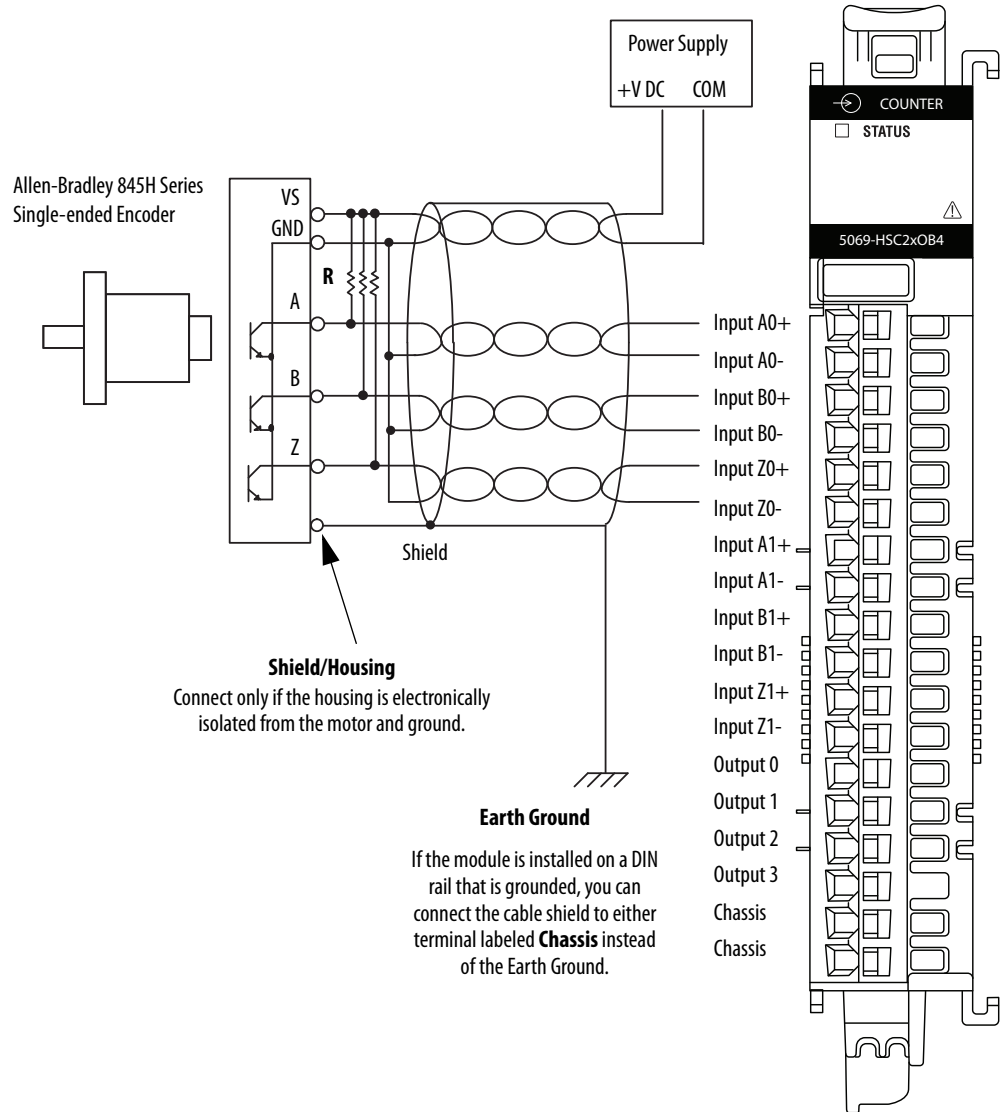 Power Supply
+V DC COM
COUNTER
STATUS
5069-HSC2xOB4
Allen-Bradley 845H Series
Single-ended Encoder
VS
GND
R
A
B
Z
Shield
Shield/Housing
Connect only if the housing is electronically
isolated from the motor and ground.
Earth Ground
If the module is installed on a DIN
rail that is grounded, you can
connect the cable shield to either
terminal labeled Chassis instead
of the Earth Ground.
Input A0+
Input A0-
Input B0+
Input B0-
Input Z0+
Input Z0-
Input A1+
Input A1-
Input B1+
Input B1-
Input Z1+
Input Z1-
Output 0
Output 1
Output 2
Output 3
Chassis
Chassis